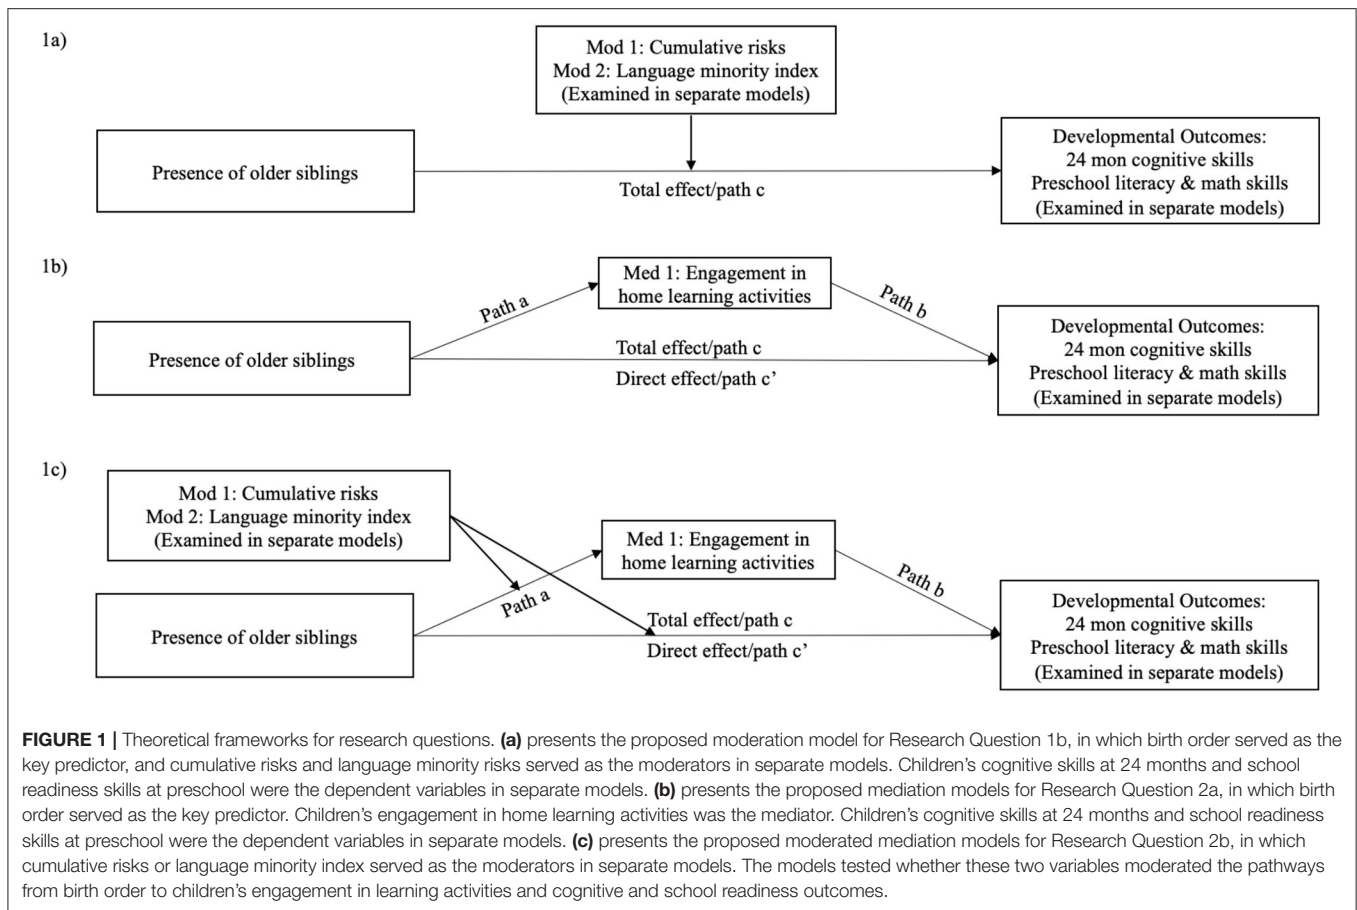 1a)
Mod 1: Cumulative risks
Mod 2: Language minority index
(Examined in separate models)
Presence of older siblings
Total effect/path c
Developmental Outcomes:
24 mon cognitive skills
Preschool literacy & math skills
(Examined in separate models)
1b)
Med 1: Engagement in
home learning activities
Path a
Path b
Presence of older siblings
Total effect/path c
Direct effect/path c’
Developmental Outcomes:
24 mon cognitive skills
Preschool literacy & math skills
(Examined in separate models)
1c)
Mod 1: Cumulative risks
Mod 2: Language minority index
(Examined in separate models)
Med 1: Engagement in
home learning activities
Path a
Path b
Presence of older siblings
Total effect/path c
Direct effect/path c’
Developmental Outcomes:
24 mon cognitive skills
Preschool literacy & math skills
(Examined in separate models)
FIGURE 1 | Theoretical frameworks for research questions. (a) presents the proposed moderation model for Research Question 1b, in which birth order served as the
key predictor, and cumulative risks and language minority risks served as the moderators in separate models. Children’s cognitive skills at 24 months and school
readiness skills at preschool were the dependent variables in separate models. (b) presents the proposed mediation models for Research Question 2a, in which birth
order served as the key predictor. Children’s engagement in home learning activities was the mediator. Children’s cognitive skills at 24 months and school readiness
skills at preschool were the dependent variables in separate models. (c) presents the proposed moderated mediation models for Research Question 2b, in which
cumulative risks or language minority index served as the moderators in separate models. The models tested whether these two variables moderated the pathways
from birth order to children’s engagement in learning activities and cognitive and school readiness outcomes.